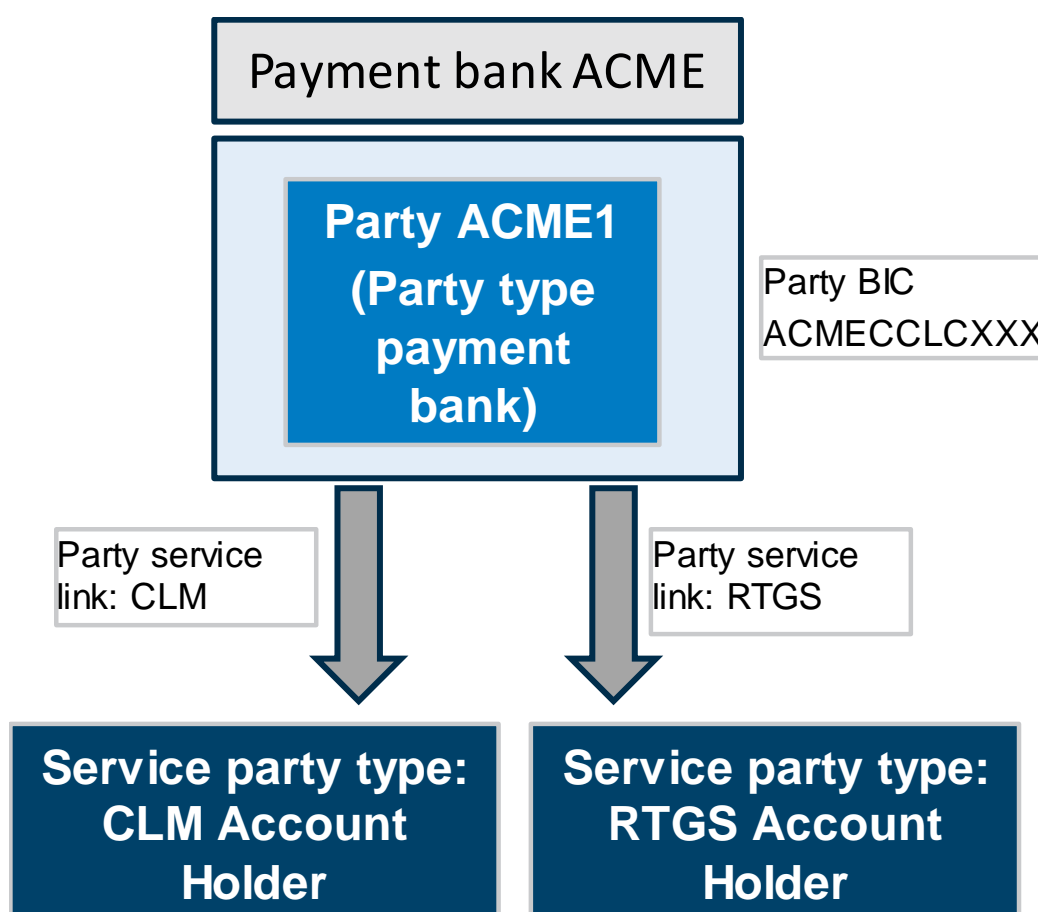 Payment bank ACME
Party ACME1
(Party type
payment
bank)
Party BIC
ACMECCLCXXX
Party service
link: CLM
Party service
link: RTGS
Service party type:
CLM Account
Holder
Service party type:
RTGS Account
Holder